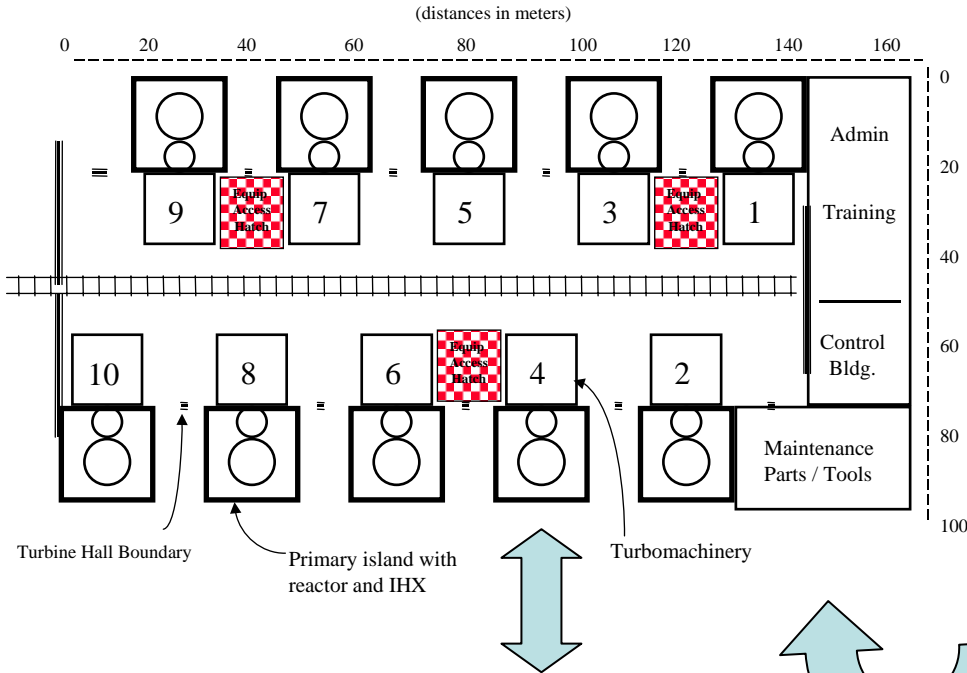 (distances in meters)
0 20 40 60 80 100 120 140 160
0
Admin
20
Equip
Access
Hatch
Equip
Access
Hatch
9 7 5 3 1
Training
40
Equip
Access
Hatch
60
Control
Bldg.
10 8 6 4 2
80
Maintenance
Parts / Tools
100
Turbine Hall Boundary
Primary island with
reactor and IHX
Turbomachinery